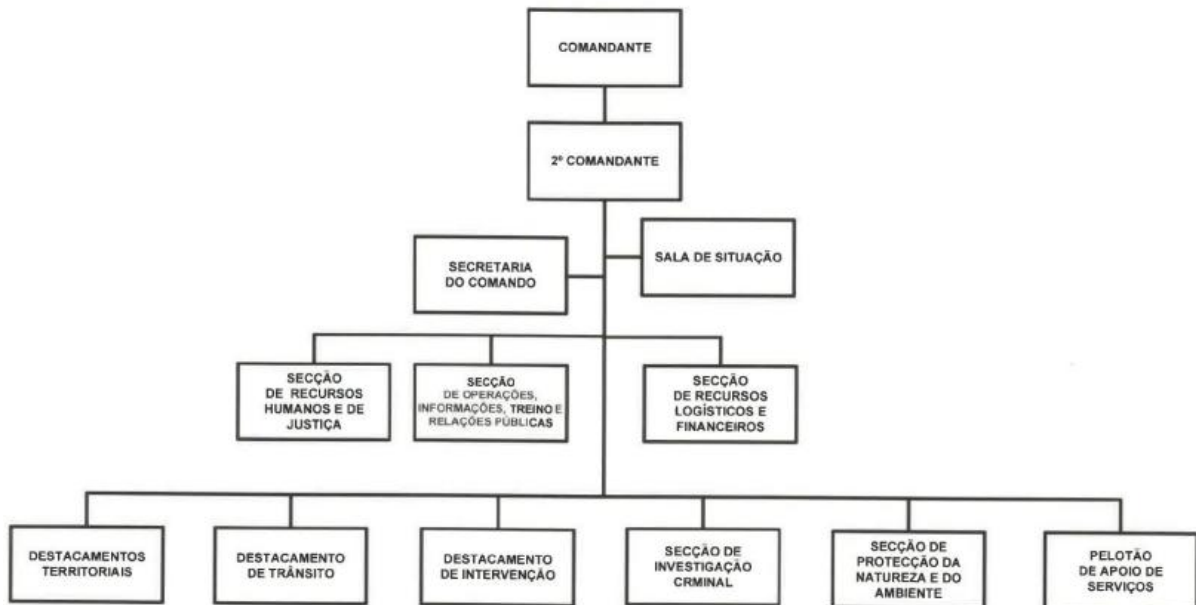 COMANDANTE
2º COMANDANTE
SECRETARIA
DO COMANDO
SALA DE SITUAÇÃO
SECÇÃO
DE RECURSOS
HUMANOS E DE
JUSTIÇA
SECÇÃO
DE OPERAÇÕES,
INFORMAÇÕES, TREINO E
RELAÇÕES PÚBLICAS
SECÇÃO
DE RECURSOS
LOGÍSTICOS E
FINANCEIROS
DESTACAMENTOS
TERRITORIAIS
DESTACAMENTO
DE TRÂNSITO
DESTACAMENTO
DE INTERVENÇÃO
SECÇÃO DE
INVESTIGAÇÃO
CRMINAL
SECÇÃO DE
PROTECÇÃO DA
NATUREZA E DO
AMBIENTE
PELOTÃO
DE APOIO DE
SERVIÇOS